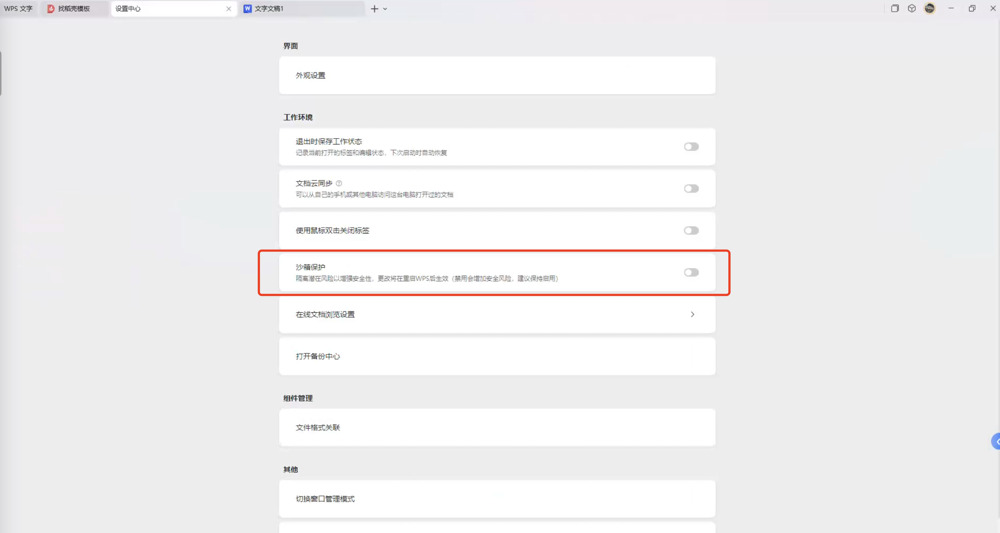 WPS 文字
找稻壳模板
设置中心
W 文字文稿1
界面
外观设置
工作环境
退出时保存工作状态
记录当前打开的标签和编辑状态，下次启动时自动恢复
文档云同步
可以从自己的手机或其他电脑访问这台电脑打开过的文档
使用鼠标双击关闭标签
沙箱保护
隔离潜在风险以增强安全性，更改将在重启WPS后生效（禁用会增加安全风险，建议保持启用）
在线文档浏览设置
打开备份中心
组件管理
文件格式关联
其他
切换窗口管理模式